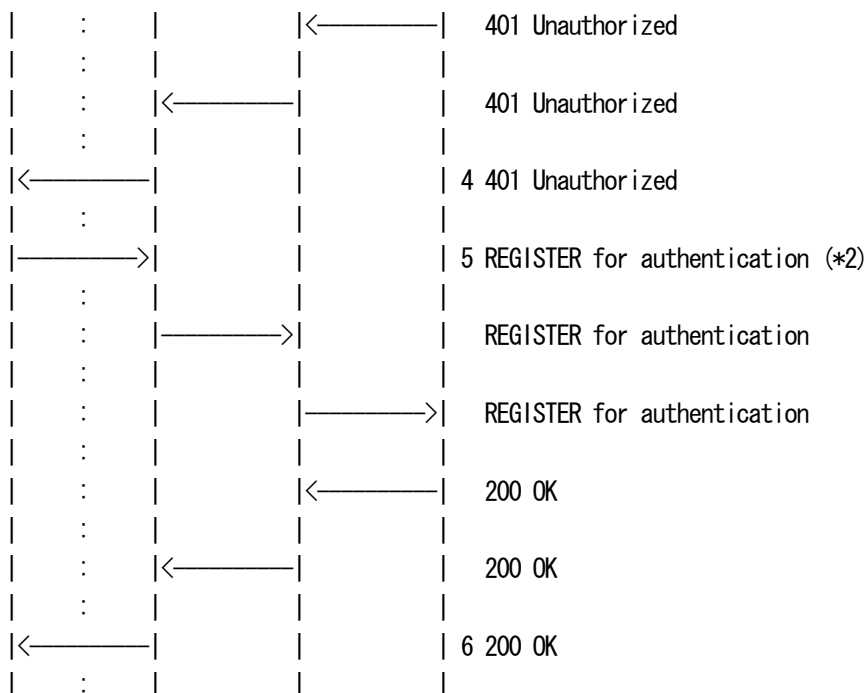 |     :     |           |<----------|   401 Unauthorized
|     :     |           |           |
|     :     |<----------|           |   401 Unauthorized
|     :     |           |           |
|<----------|           |           | 4 401 Unauthorized
|     :     |           |           |
|---------->|           |           | 5 REGISTER for authentication (*2)
|     :     |           |           |
|     :     |---------->|           |   REGISTER for authentication
|     :     |           |           |
|     :     |           |---------->|   REGISTER for authentication
|     :     |           |           |
|     :     |           |<----------|   200 OK
|     :     |           |           |
|     :     |<----------|           |   200 OK
|     :     |           |           |
|<----------|           |           | 6 200 OK
|     :     |           |           |